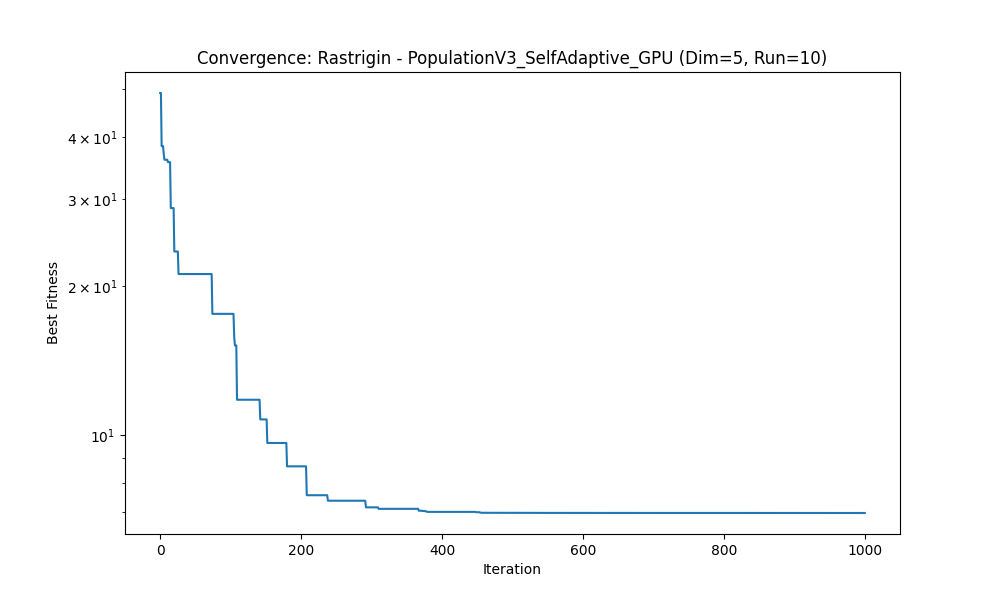 Convergence: Rastrigin - PopulationV3_SelfAdaptive_GPU (Dim=5, Run=10)
4 × 10¹
3 × 10¹
2 × 10¹
10¹
Best Fitness
0 200 400 600 800 1000
Iteration